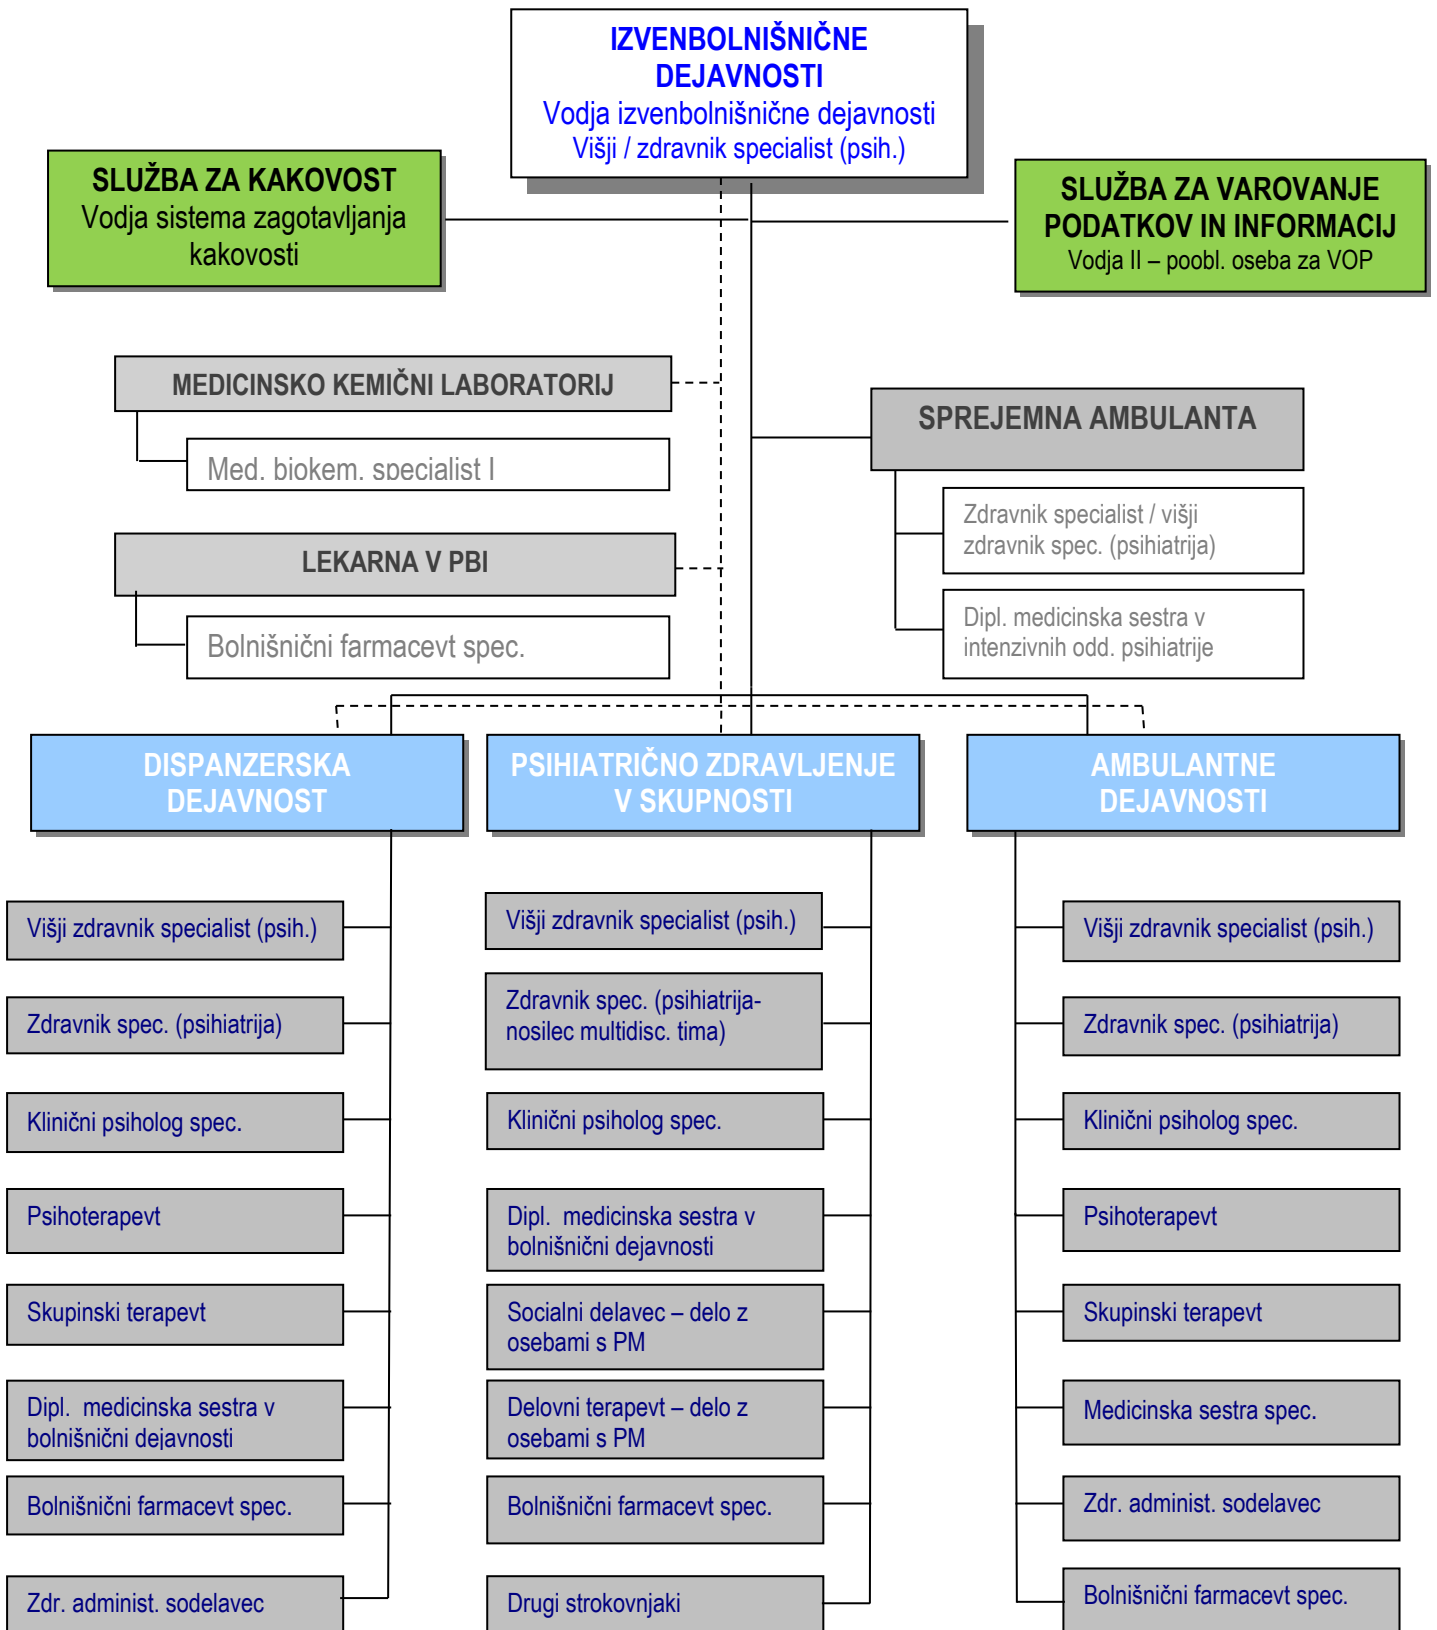 IZVENBOLNIŠNIČNE
DEJAVNOSTI
Vodja izvenbolnišnične dejavnosti
Višji / zdravnik specialist (psih.)
SLUŽBA ZA KAKOVOST
Vodja sistema zagotavljanja
kakovosti
SLUŽBA ZA VAROVANJE
PODATKOV IN INFORMACIJ
Vodja II – poobl. oseba za VOP
MEDICINSKO KEMIČNI LABORATORIJ
Med. biokem. specialist I
LEKARNA V PBI
Bolnišnični farmacevt spec.
SPREJEMNA AMBULANTA
Zdravnik specialist / višji
zdravnik spec. (psihiatrija)
Dipl. medicinska sestra v
intenzivnih odd. psihiatrije
DISPANZERSKA
DEJAVNOST
Višji zdravnik specialist (psih.)
Zdravnik spec. (psihiatrija)
Klinični psiholog spec.
Psihoterapevt
Skupinski terapevt
Dipl.  medicinska sestra v
bolnišnični dejavnosti
Bolnišnični farmacevt spec.
Zdr. administ. sodelavec
PSIHIATRIČNO ZDRAVLJENJE
V SKUPNOSTI
Višji zdravnik specialist (psih.)
Zdravnik spec. (psihiatrija-
nosilec multidisc. tima)
Klinični psiholog spec.
Dipl.  medicinska sestra v
bolnišnični dejavnosti
Socialni delavec – delo z
osebami s PM
Delovni terapevt – delo z
osebami s PM
Bolnišnični farmacevt spec.
Drugi strokovnjaki
AMBULANTNE
DEJAVNOSTI
Višji zdravnik specialist (psih.)
Zdravnik spec. (psihiatrija)
Klinični psiholog spec.
Psihoterapevt
Skupinski terapevt
Medicinska sestra spec.
Zdr. administ. sodelavec
Bolnišnični farmacevt spec.